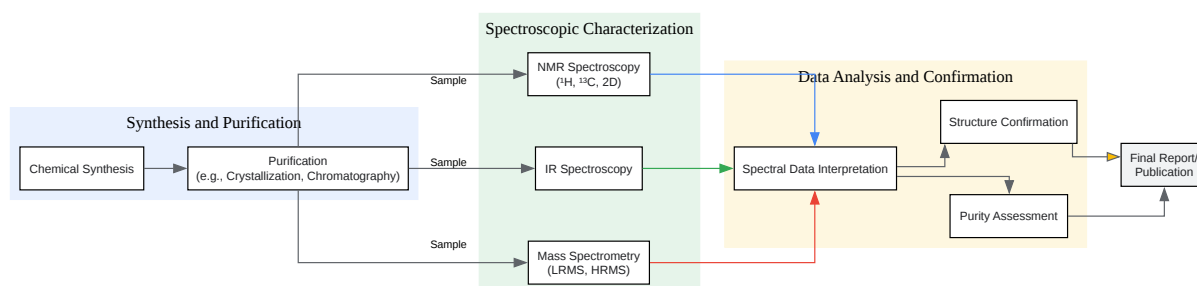 Spectroscopic Characterization
NMR Spectroscopy
(¹H, ¹³C, 2D)
Sample
Data Analysis and Confirmation
Synthesis and Purification
Structure Confirmation
Chemical Synthesis
Purification
(e.g., Crystallization, Chromatography)
Sample
IR Spectroscopy
Spectral Data Interpretation
Final Report/
Publication
Purity Assessment
Sample
Mass Spectrometry
(LRMS, HRMS)